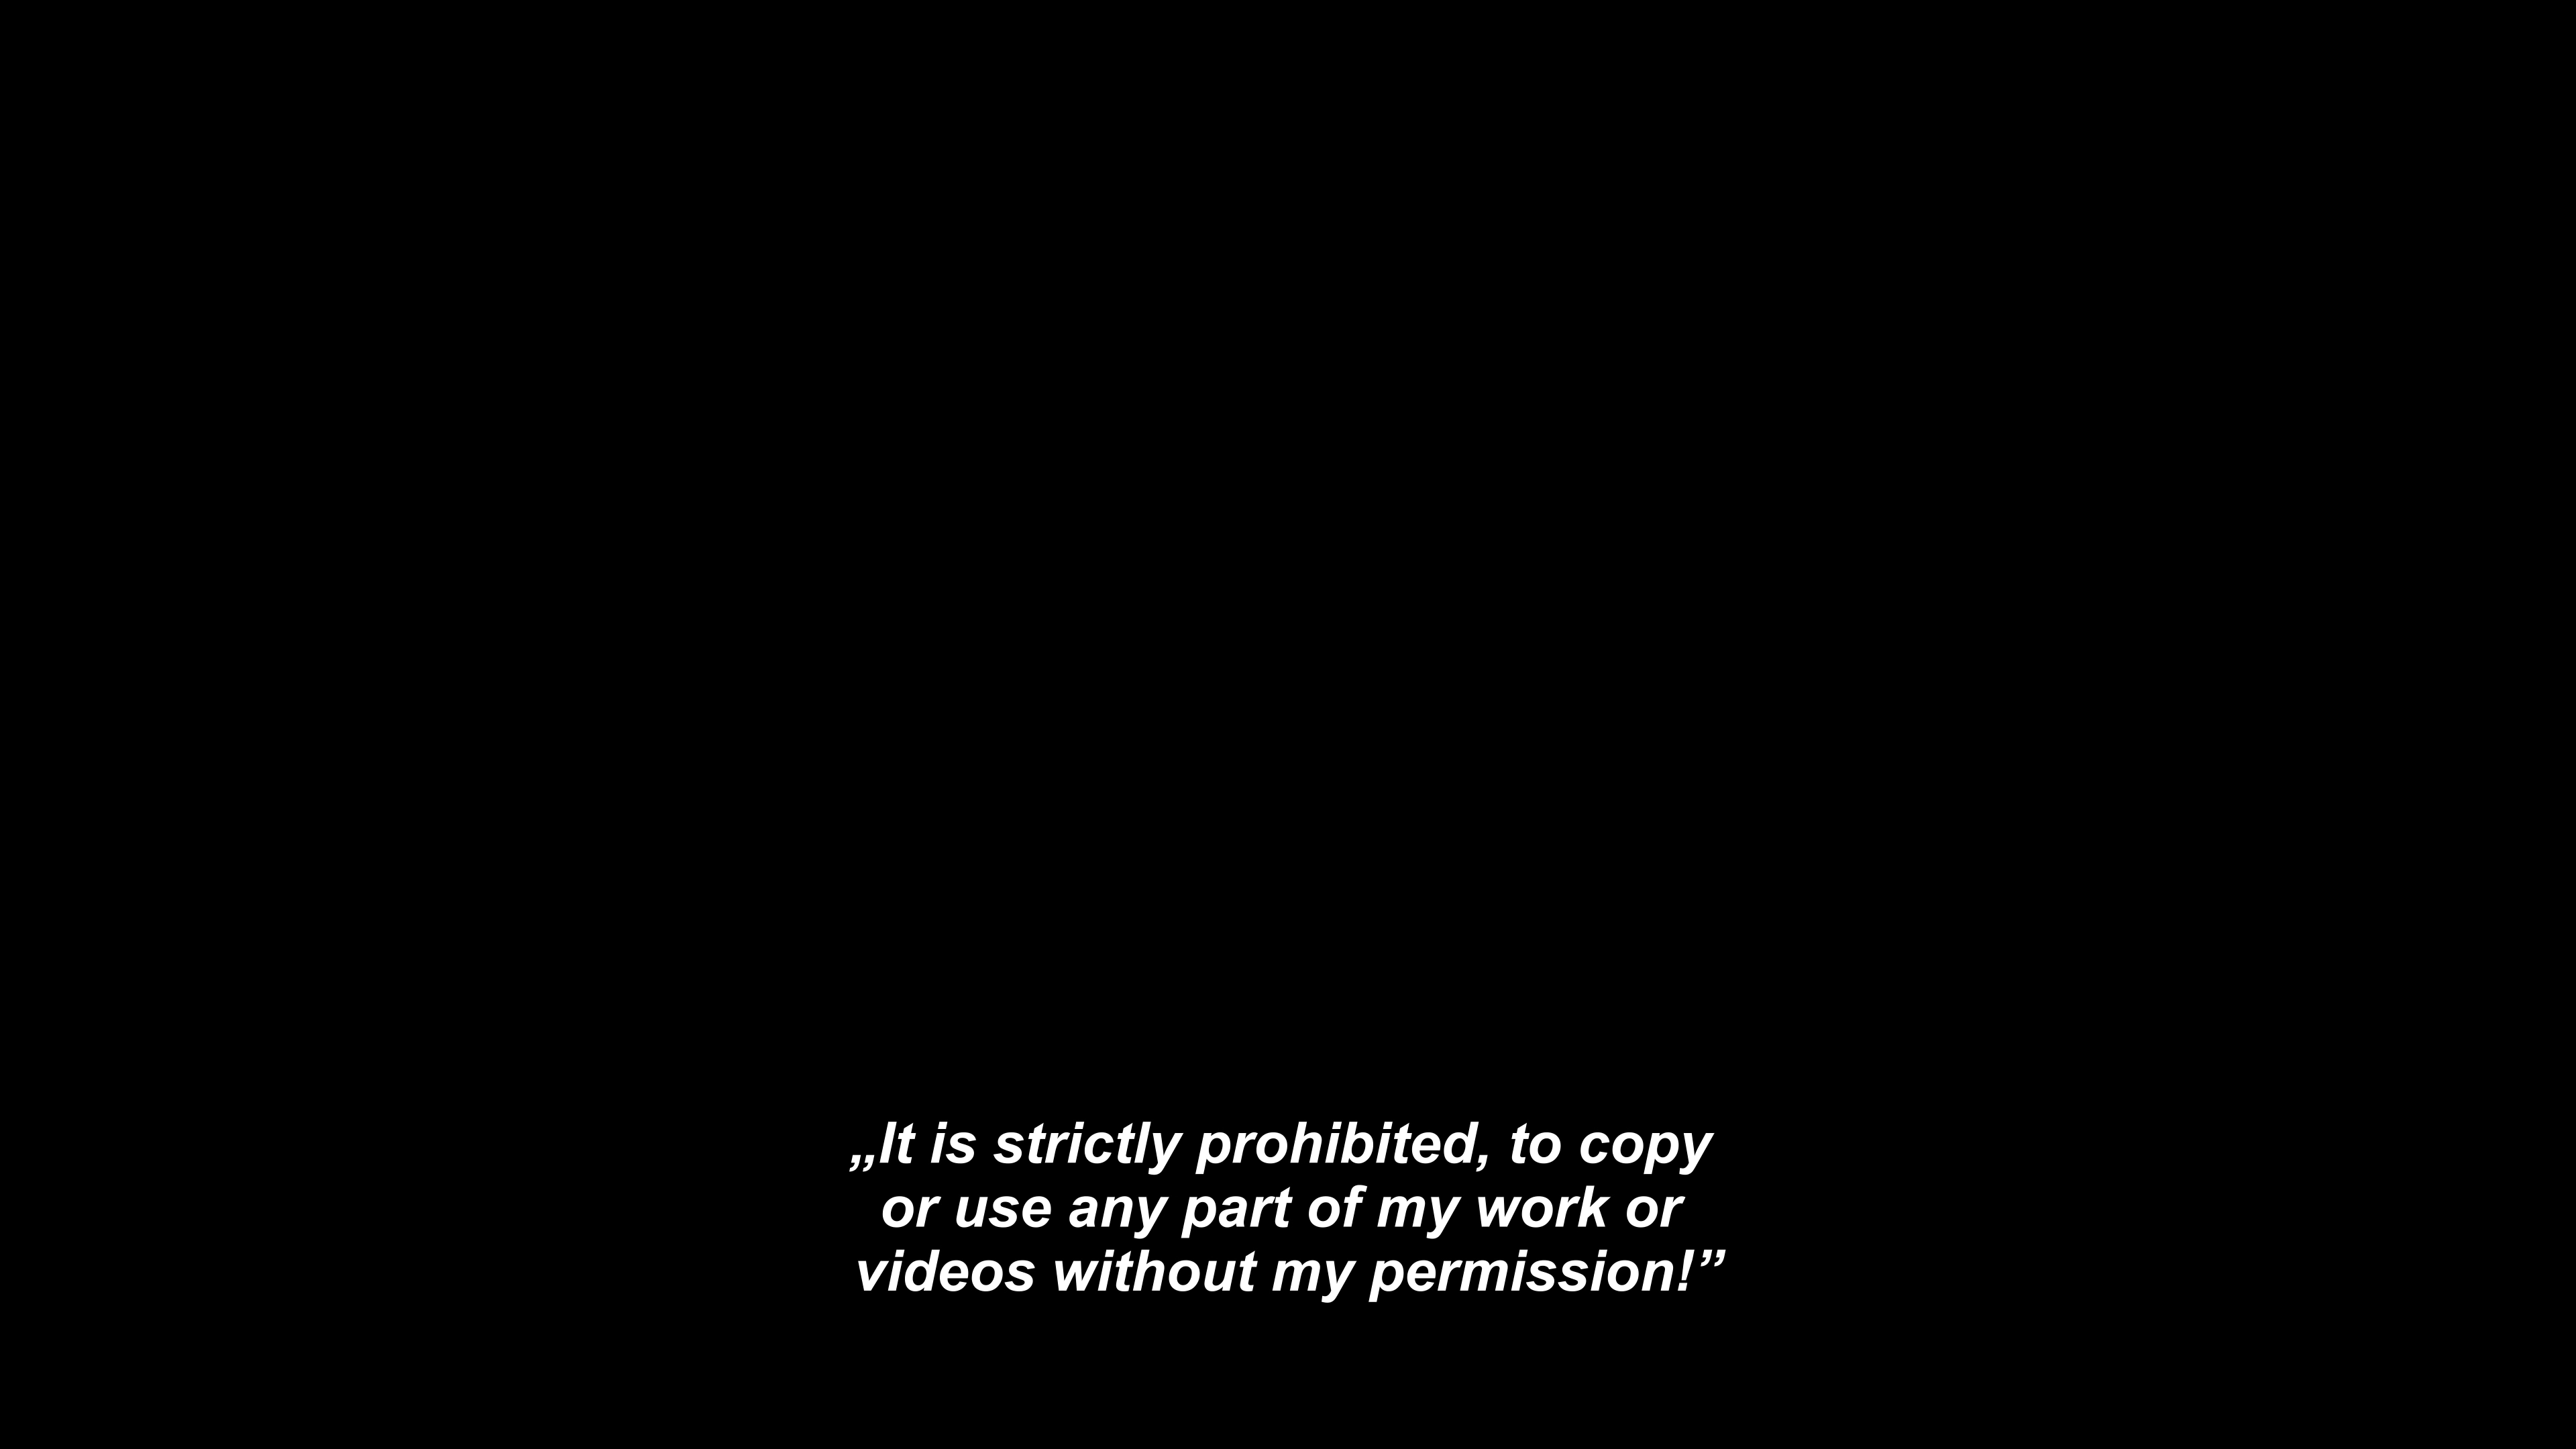 „It is strictly prohibited, to copy
or use any part of my work or
videos without my permission!”